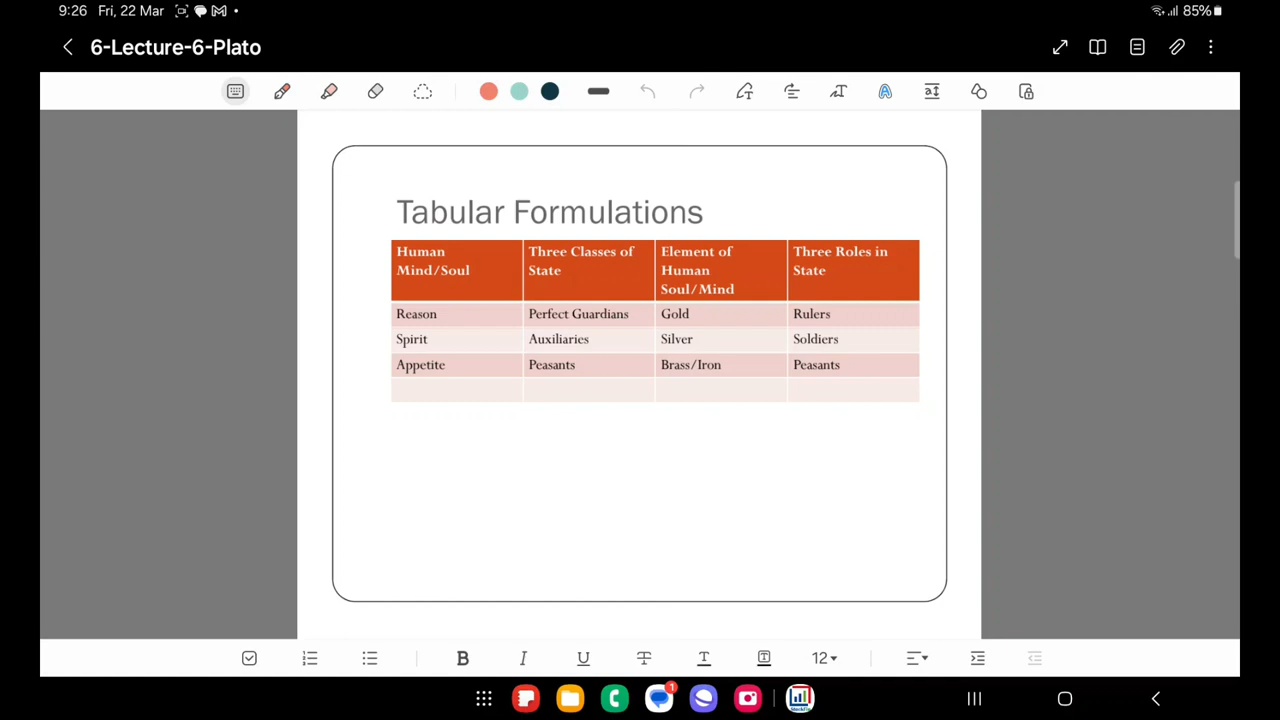 9:26 Fri, 22 Mar 85%
6-Lecture-6-Plato
Tabular Formulations
Human Mind/Soul Three Classes of State Element of Human Soul/Mind Three Roles in State
Reason Perfect Guardians Gold Rulers
Spirit Auxiliaries Silver Soldiers
Appetite Peasants Brass/Iron Peasants
B I U T T T 12
1